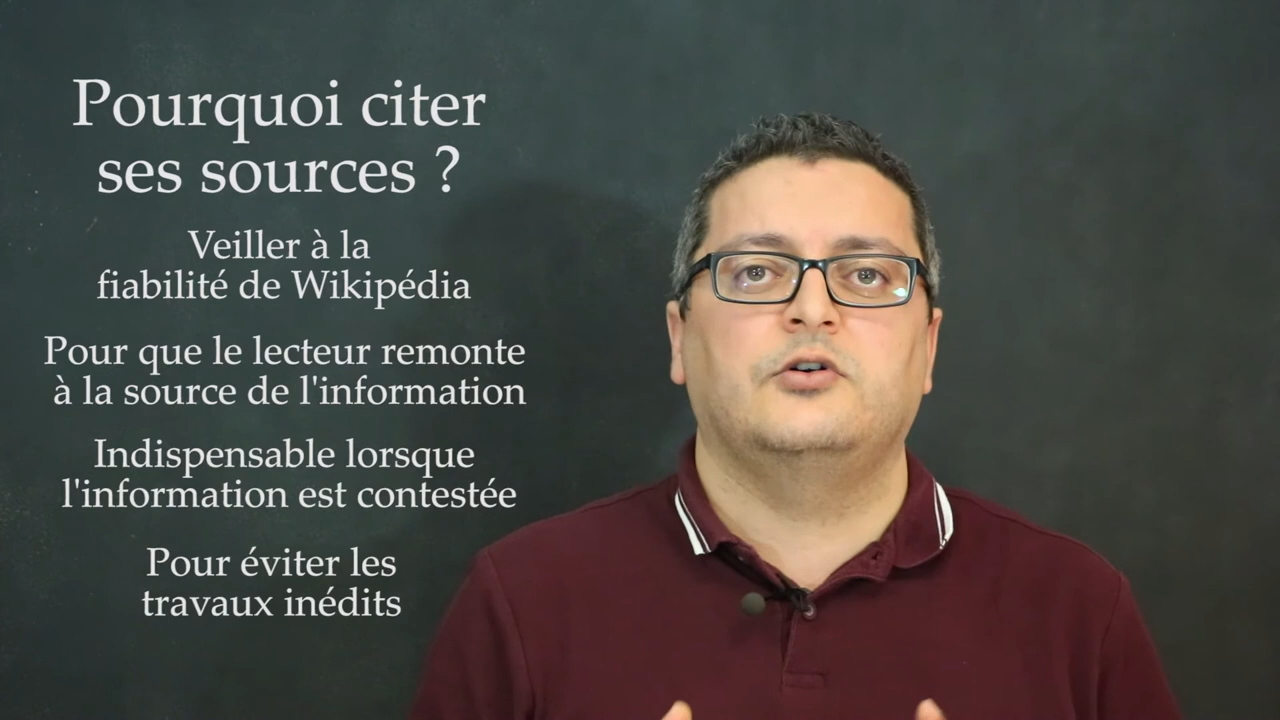 Pourquoi citer
ses sources ?
Veiller à la
fiabilité de Wikipédia
Pour que le lecteur remonte
à la source de l'information
Indispensable lorsque
l'information est contestée
Pour éviter les
travaux inédits